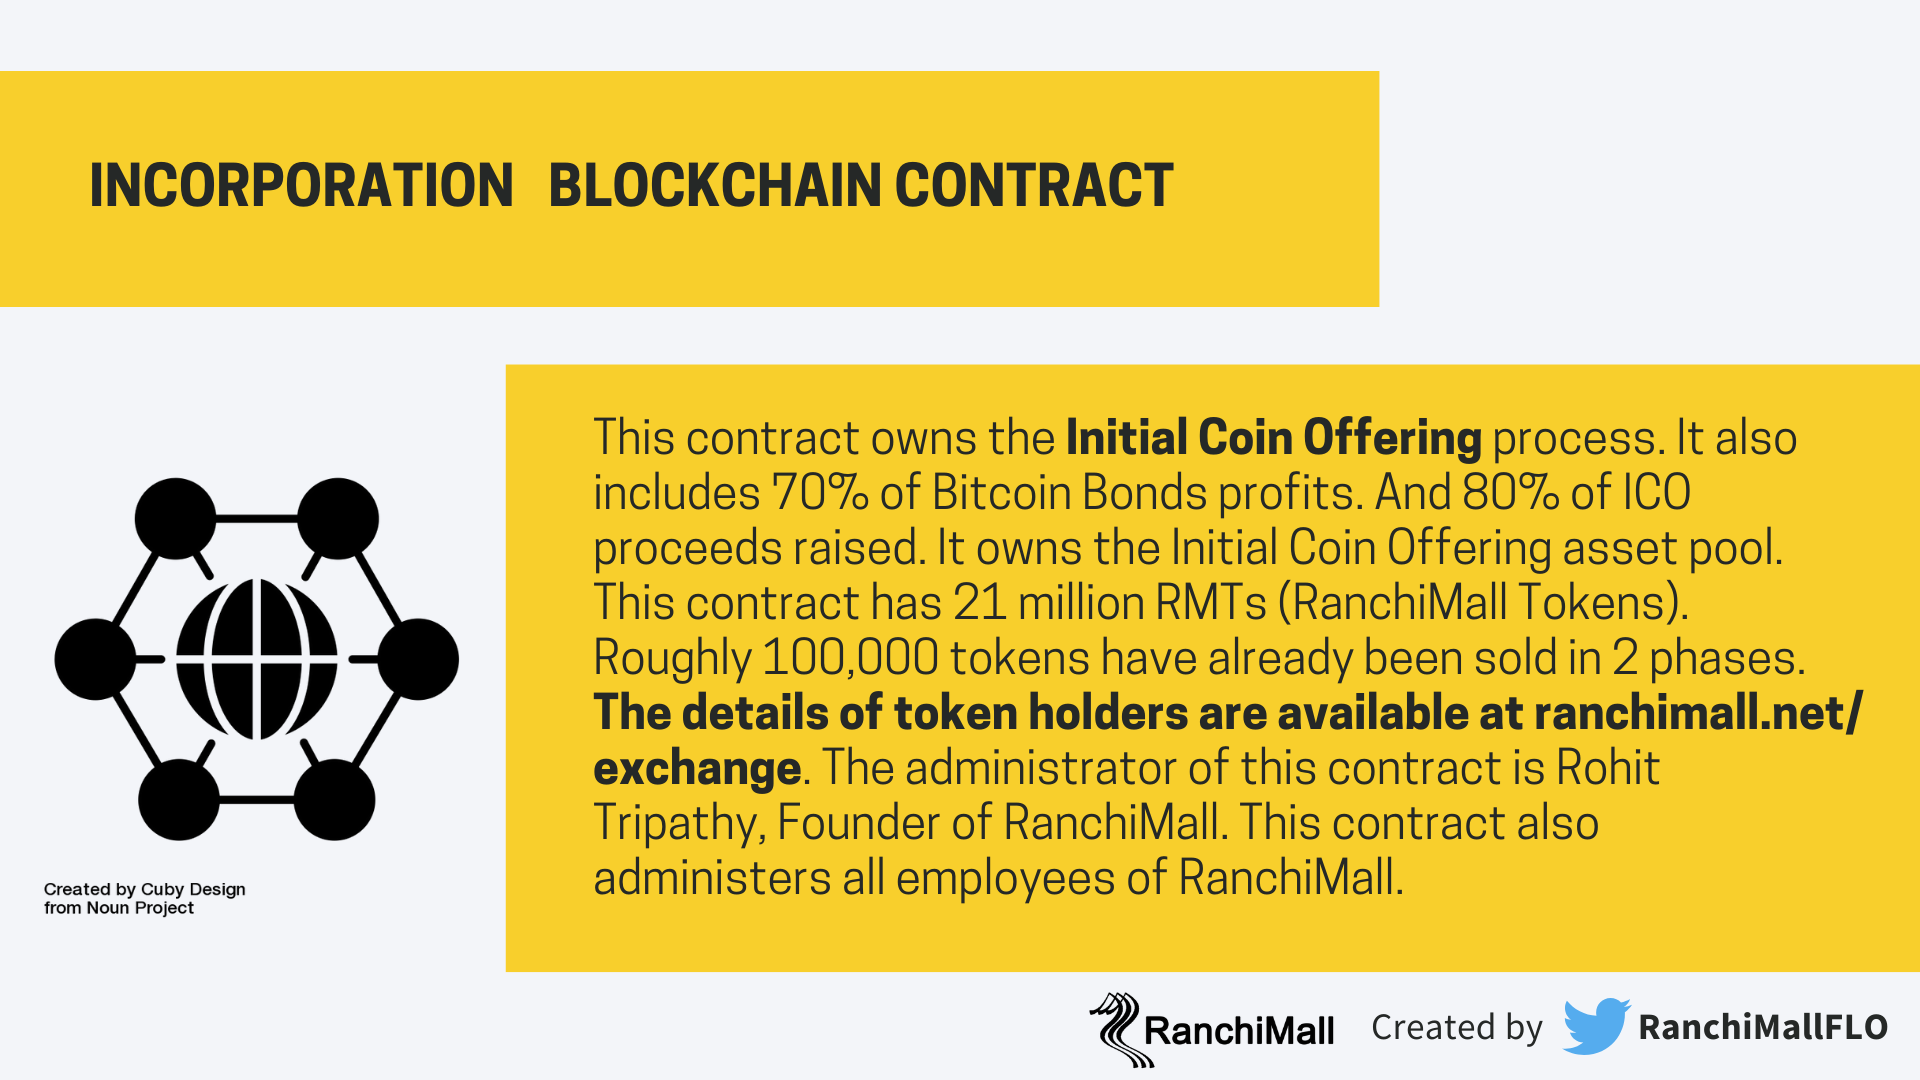 INCORPORATION BLOCKCHAIN CONTRACT
This contract owns the Initial Coin Offering process. It also
includes 70% of Bitcoin Bonds profits. And 80% of ICO
proceeds raised. It owns the Initial Coin Offering asset pool.
This contract has 21 million RMTs (RanchiMall Tokens).
Roughly 100,000 tokens have already been sold in 2 phases.
The details of token holders are available at ranchimall.net/
exchange. The administrator of this contract is Rohit
Tripathy, Founder of RanchiMall. This contract also
administers all employees of RanchiMall.
Created by Cuby Design
from Noun Project
RanchiMall Created by RanchiMallFLO